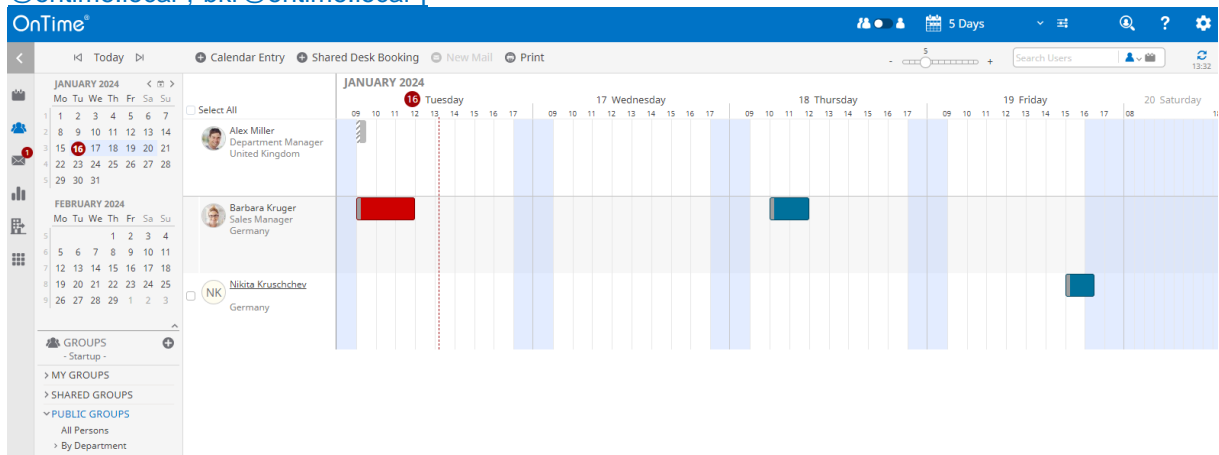 @ontime.local , bkr@ontime.local ]
OnTime®
5 Days
?
Today
Calendar Entry
Shared Desk Booking
New Mail
Print
-
5
+
Search Users
13:32
JANUARY 2024
Mo Tu We Th Fr Sa Su
1 1 2 3 4 5 6 7
2 8 9 10 11 12 13 14
3 15 16 17 18 19 20 21
4 22 23 24 25 26 27 28
5 29 30 31
FEBRUARY 2024
Mo Tu We Th Fr Sa Su
5 1 2 3 4
6 5 6 7 8 9 10 11
7 12 13 14 15 16 17 18
8 19 20 21 22 23 24 25
9 26 27 28 29 1 2 3
1
GROUPS
- Startup -
MY GROUPS
SHARED GROUPS
PUBLIC GROUPS
All Persons
By Department
Select All
Alex Miller
Department Manager
United Kingdom
Barbara Kruger
Sales Manager
Germany
NK
Nikita Kruschchev
Germany
JANUARY 2024
16 Tuesday 17 Wednesday 18 Thursday 19 Friday 20 Saturday
09 10 11 12 13 14 15 16 17 09 10 11 12 13 14 15 16 17 09 10 11 12 13 14 15 16 17 09 10 11 12 13 14 15 16 17 08